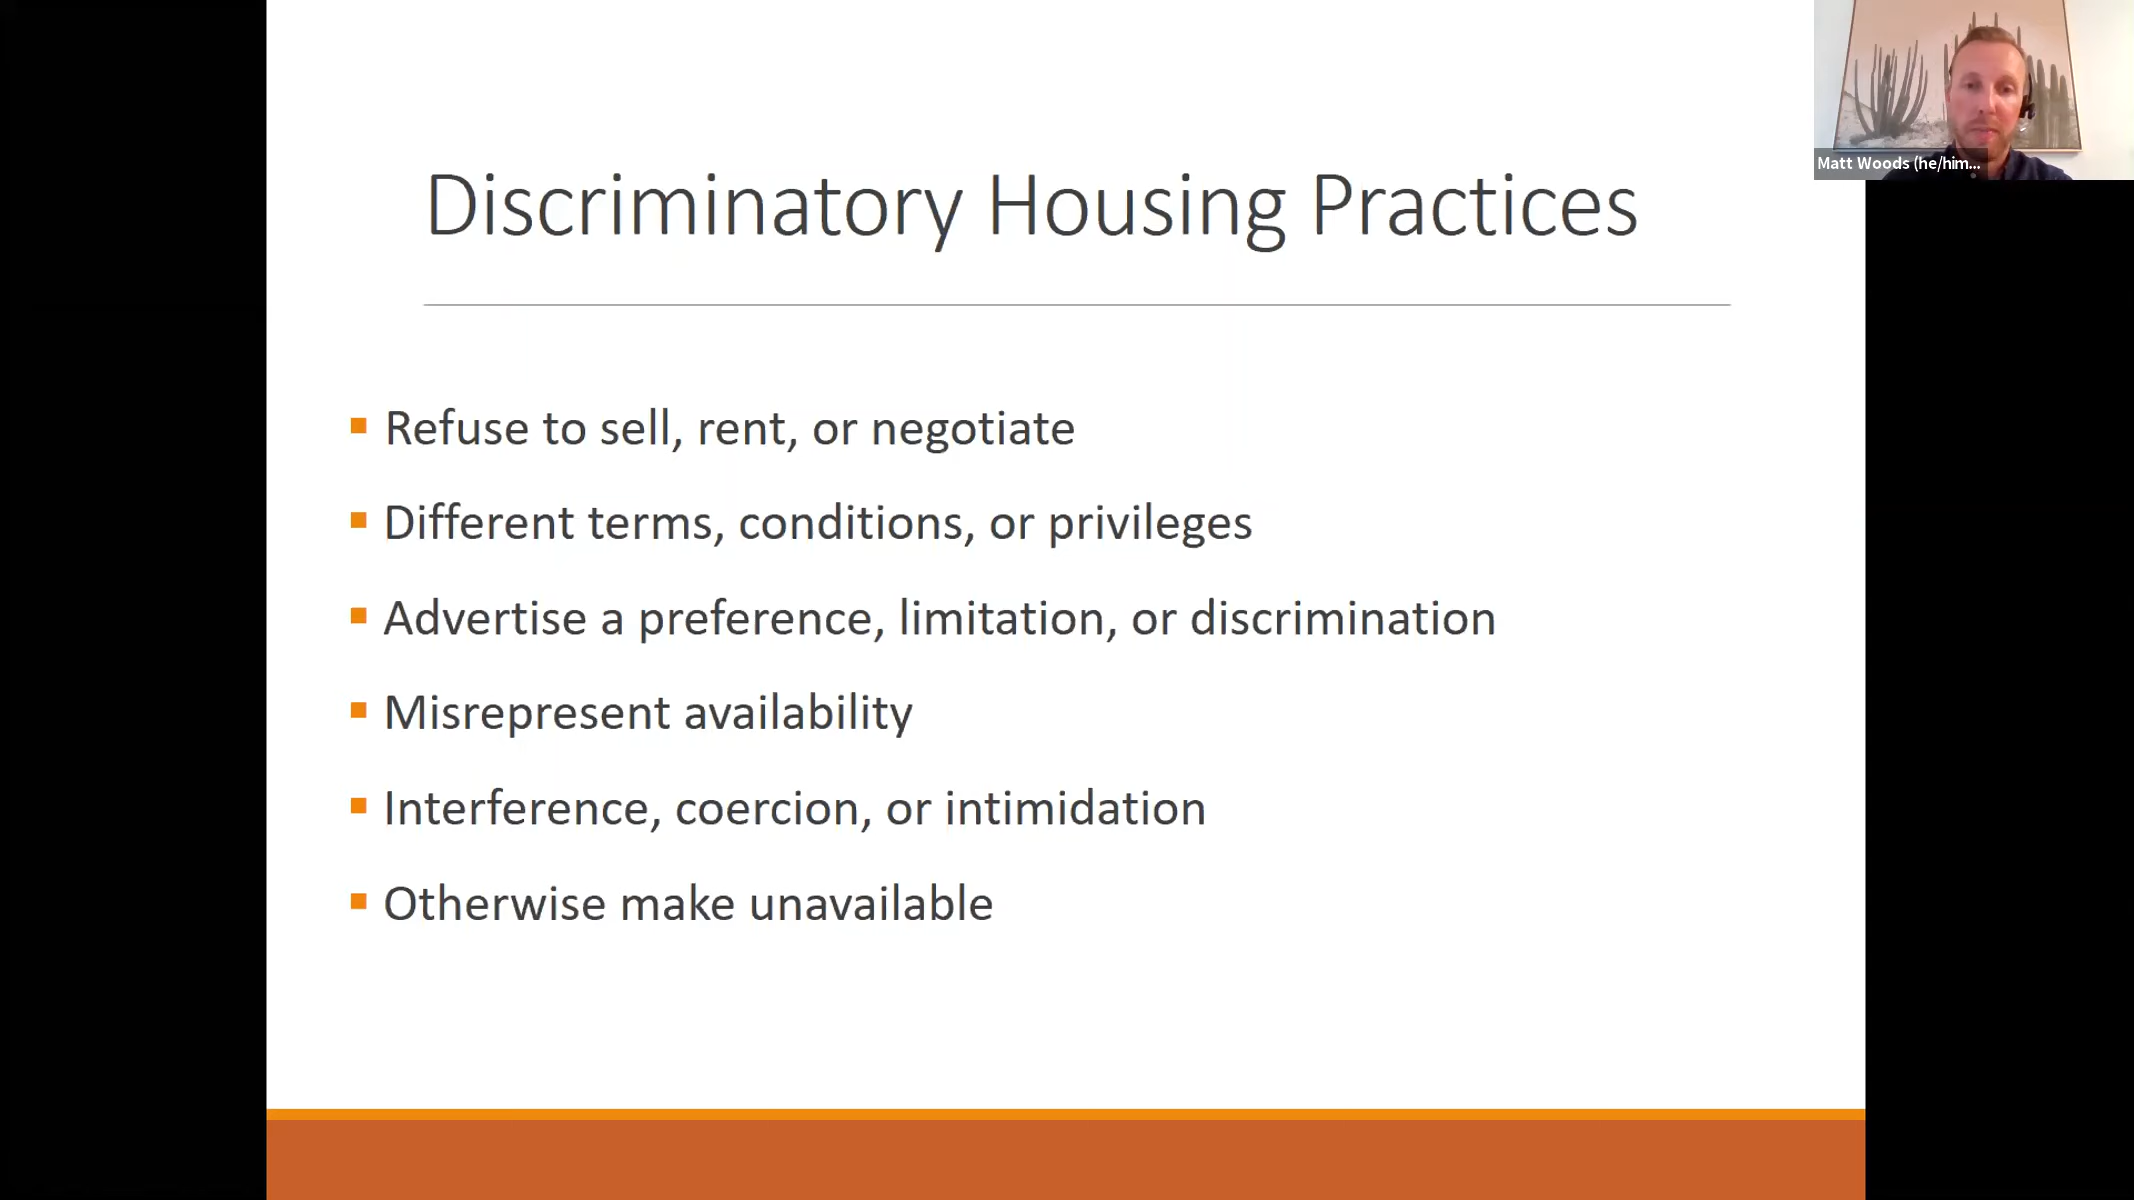 Discriminatory Housing Practices
Refuse to sell, rent, or negotiate
Different terms, conditions, or privileges
Advertise a preference, limitation, or discrimination
Misrepresent availability
Interference, coercion, or intimidation
Otherwise make unavailable
Matt Woods (he/him...